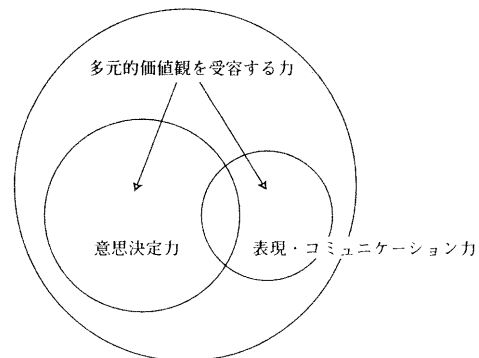 多元的価値観を受容する力
意思決定力
表現・コミュニケーション力